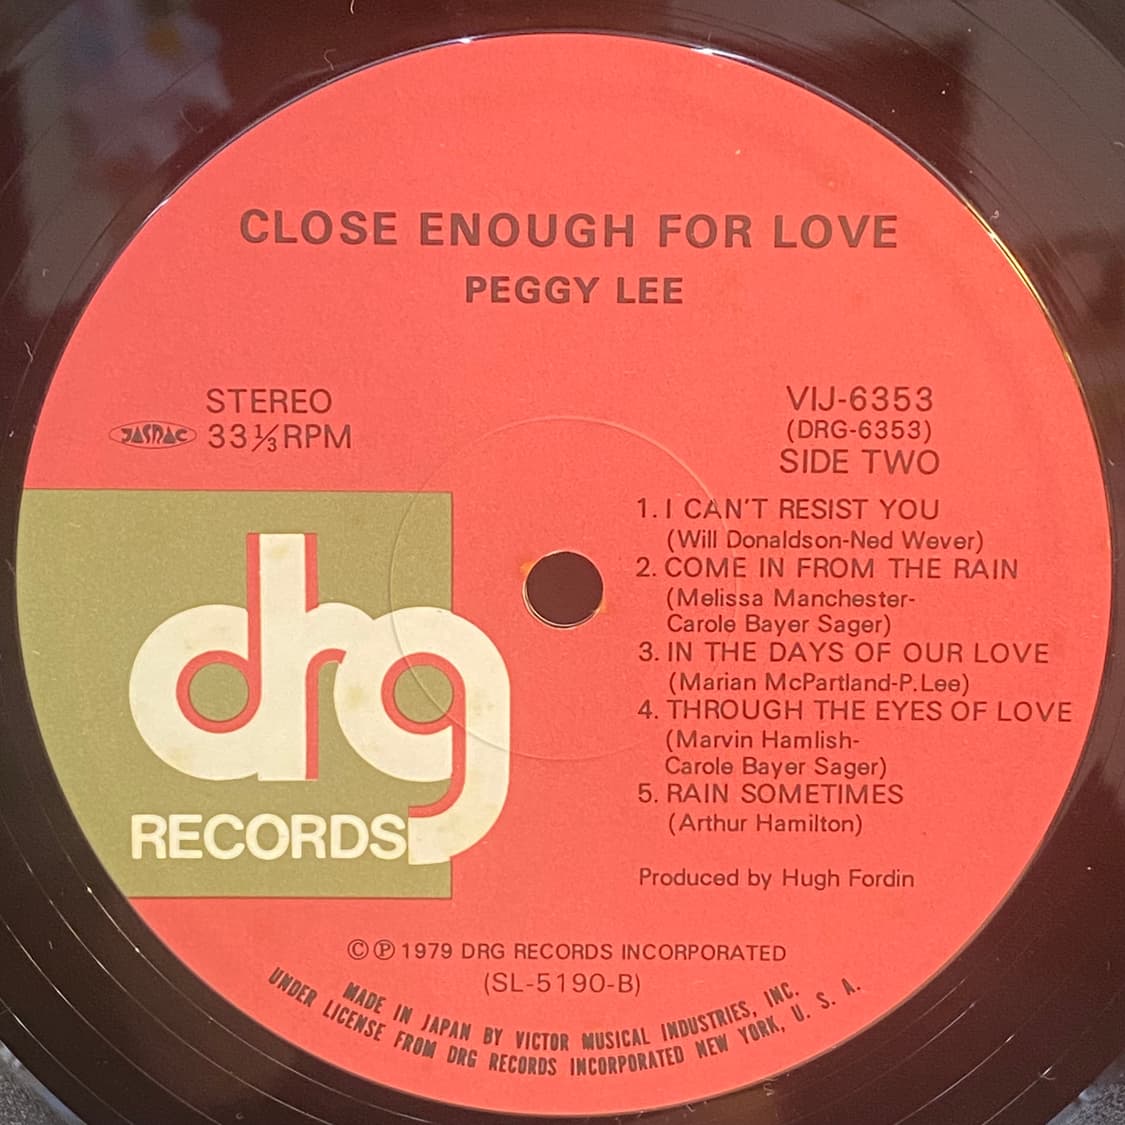 CLOSE ENOUGH FOR LOVE
PEGGY LEE
STEREO
JASRAC 33⅓RPM
VIJ-6353
(DRG-6353)
SIDE TWO
1. I CAN'T RESIST YOU
(Will Donaldson-Ned Wever)
2. COME IN FROM THE RAIN
(Melissa Manchester-
Carole Bayer Sager)
3. IN THE DAYS OF OUR LOVE
(Marian McPartland-P.Lee)
4. THROUGH THE EYES OF LOVE
(Marvin Hamlish-
Carole Bayer Sager)
5. RAIN SOMETIMES
(Arthur Hamilton)
Produced by Hugh Fordin
drg
RECORDS
©℗ 1979 DRG RECORDS INCORPORATED
(SL-5190-B)
MADE IN JAPAN BY VICTOR MUSICAL INDUSTRIES, INC.
UNDER LICENSE FROM DRG RECORDS INCORPORATED NEW YORK, U. S. A.